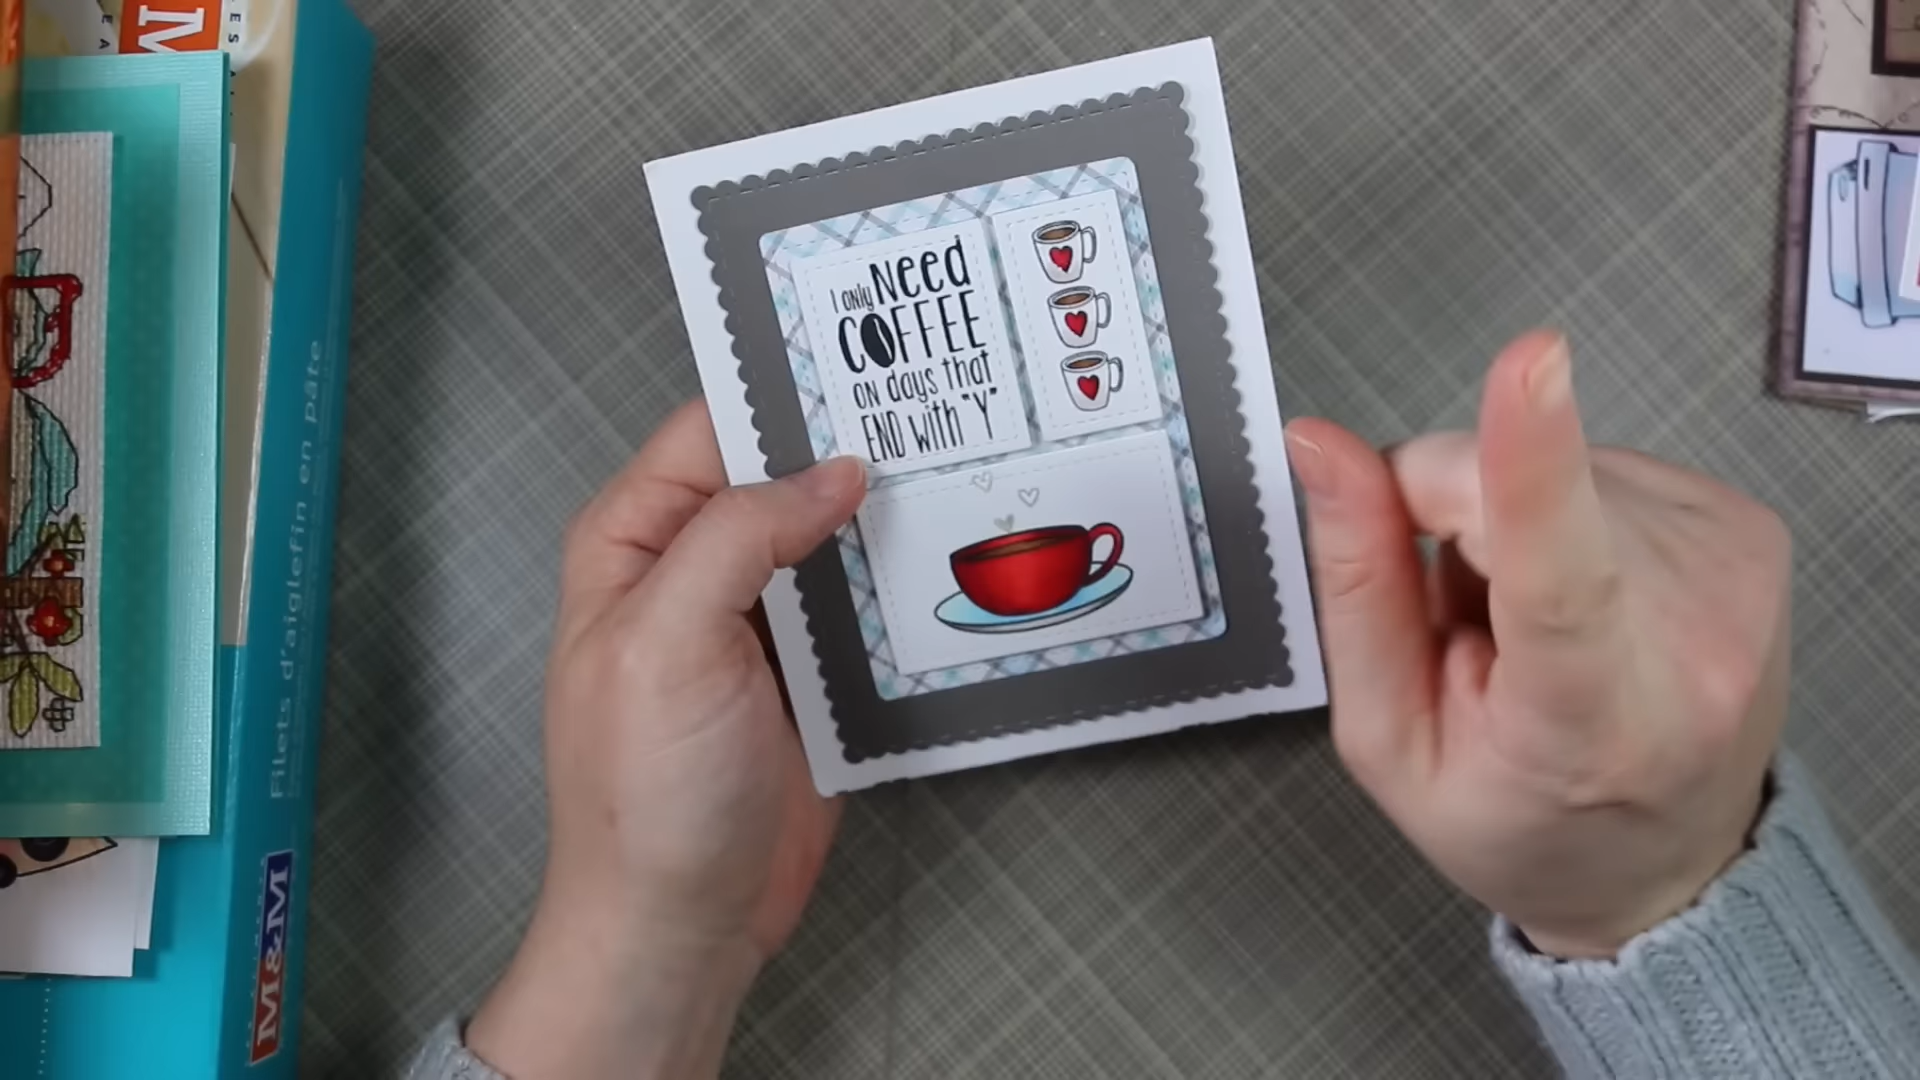 I only Need
COFFEE
on days that
END with "Y"
Filets d'aiglefin en pâte
M&M
M